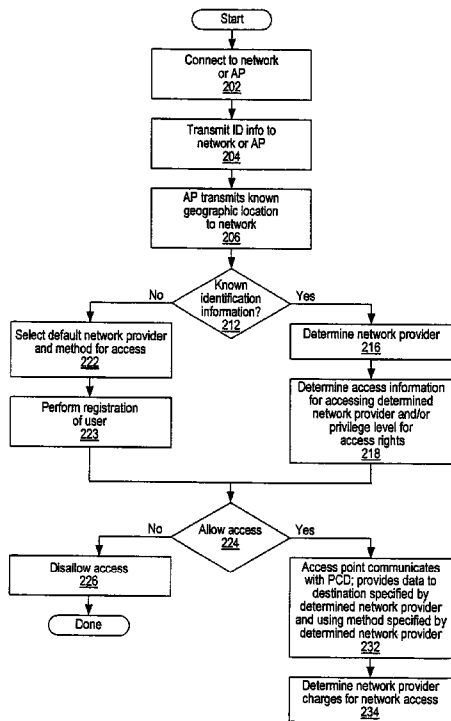 Start
Connect to network
or AP
202
Transmit ID info to
network or AP
204
AP transmits known
geographic location
to network
206
Known
identification
information?
212
No
Yes
Select default network provider
and method for access
222
Perform registration
of user
223
Determine network provider
216
Determine access information
for accessing determined
network provider and/or
privilege level for
access rights
218
Allow access
224
No
Yes
Disallow access
226
Done
Access point communicates
with PCD; provides data to
destination specified by
determined network provider
and using method specified by
determined network provider
232
Determine network provider
charges for network access
234